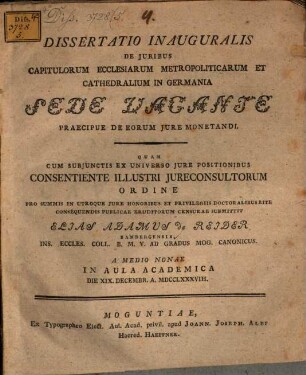 Diss. 3728/5.
4.
DISSERTATIO INAUGURALIS
DE JURIBUS
CAPITULORUM ECCLESIARUM METROPOLITICARUM ET
CATHEDRALIUM IN GERMANIA
SEDE VACANTE
PRAECIPUE DE EORUM JURE MONETANDI.
QUAM
CUM SUBJUNCTIS EX UNIVERSO JURE POSITIONIBUS
CONSENTIENTE ILLUSTRI JURECONSULTORUM
ORDINE
PRO SUMMIS IN UTROQUE JURE HONORIBUS ET PRIVILEGIIS DOCTORALIBUS RITE
CONSEQUENDIS PUBLICAE ERUDITORUM CENSURAE SUBMITTIT
ELIAS ADAMUS De REIDER
BAMBERGENSIS,
INS. ECCLES. COLL. B. M. V. AD GRADUS MOG. CANONICUS.
A MEDIO NONAE
IN AULA ACADEMICA
DIE XIX. DECEMBR. A. MDCCLXXXVIII.
MOGUNTIAE,
Ex Typographeo Elect. Aut. Acad. privil. apud JOANN. JOSEPH. ALEF
Haered. HAEFFNER.